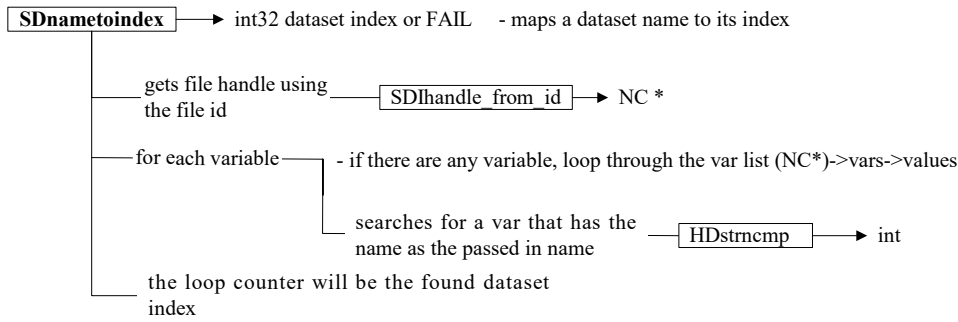 SDnametoindex int32 dataset index or FAIL - maps a dataset name to its index
gets file handle using
the file id
SDIhandle_from_id NC *
for each variable - if there are any variable, loop through the var list (NC*)->vars->values
searches for a var that has the
name as the passed in name
HDstrncmp int
the loop counter will be the found dataset
index